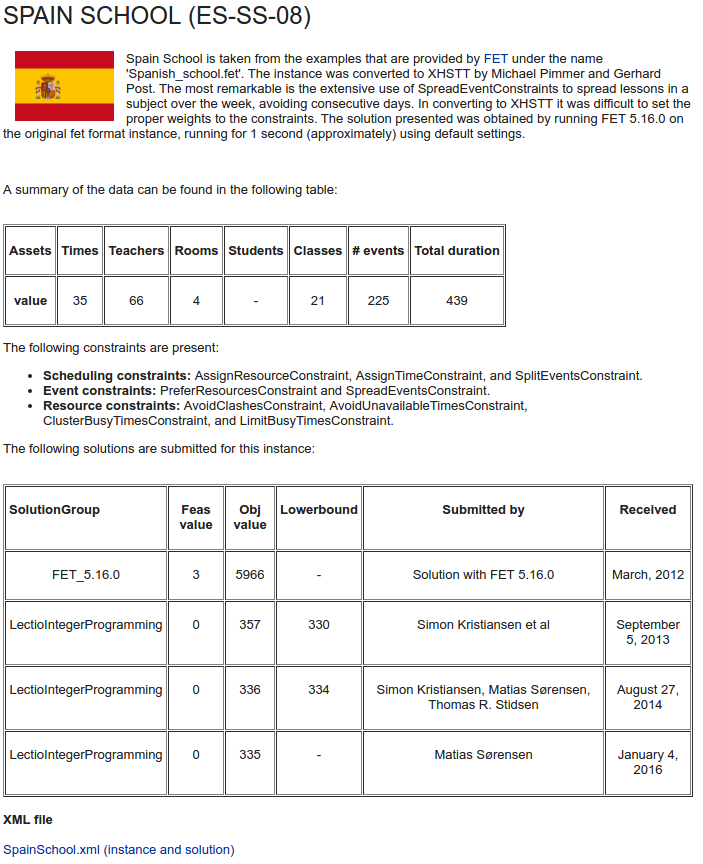 SPAIN SCHOOL (ES-SS-08)
Spain School is taken from the examples that are provided by FET under the name
'Spanish_school.fet'. The instance was converted to XHSTT by Michael Pimmer and Gerhard
Post. The most remarkable is the extensive use of SpreadEventConstraints to spread lessons in a
subject over the week, avoiding consecutive days. In converting to XHSTT it was difficult to set the
proper weights to the constraints. The solution presented was obtained by running FET 5.16.0 on
the original fet format instance, running for 1 second (approximately) using default settings.
A summary of the data can be found in the following table:
Assets Times Teachers Rooms Students Classes # events Total duration
value 35 66 4 - 21 225 439
The following constraints are present:
• Scheduling constraints: AssignResourceConstraint, AssignTimeConstraint, and SplitEventsConstraint.
• Event constraints: PreferResourcesConstraint and SpreadEventsConstraint.
• Resource constraints: AvoidClashesConstraint, AvoidUnavailableTimesConstraint,
ClusterBusyTimesConstraint, and LimitBusyTimesConstraint.
The following solutions are submitted for this instance:
SolutionGroup Feas value Obj value Lowerbound Submitted by Received
FET_5.16.0 3 5966 - Solution with FET 5.16.0 March, 2012
LectioIntegerProgramming 0 357 330 Simon Kristiansen et al September 5, 2013
LectioIntegerProgramming 0 336 334 Simon Kristiansen, Matias Sørensen, Thomas R. Stidsen August 27, 2014
LectioIntegerProgramming 0 335 - Matias Sørensen January 4, 2016
XML file
SpainSchool.xml (instance and solution)